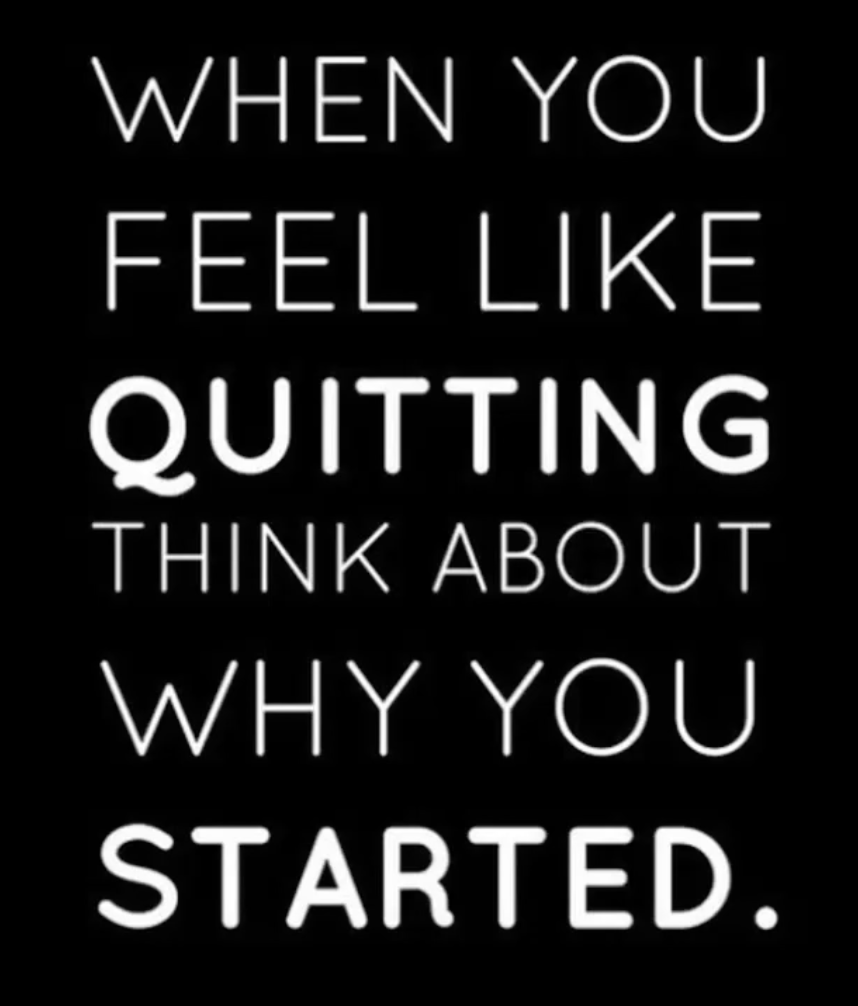 WHEN YOU
FEEL LIKE
QUITTING
THINK ABOUT
WHY YOU
STARTED.